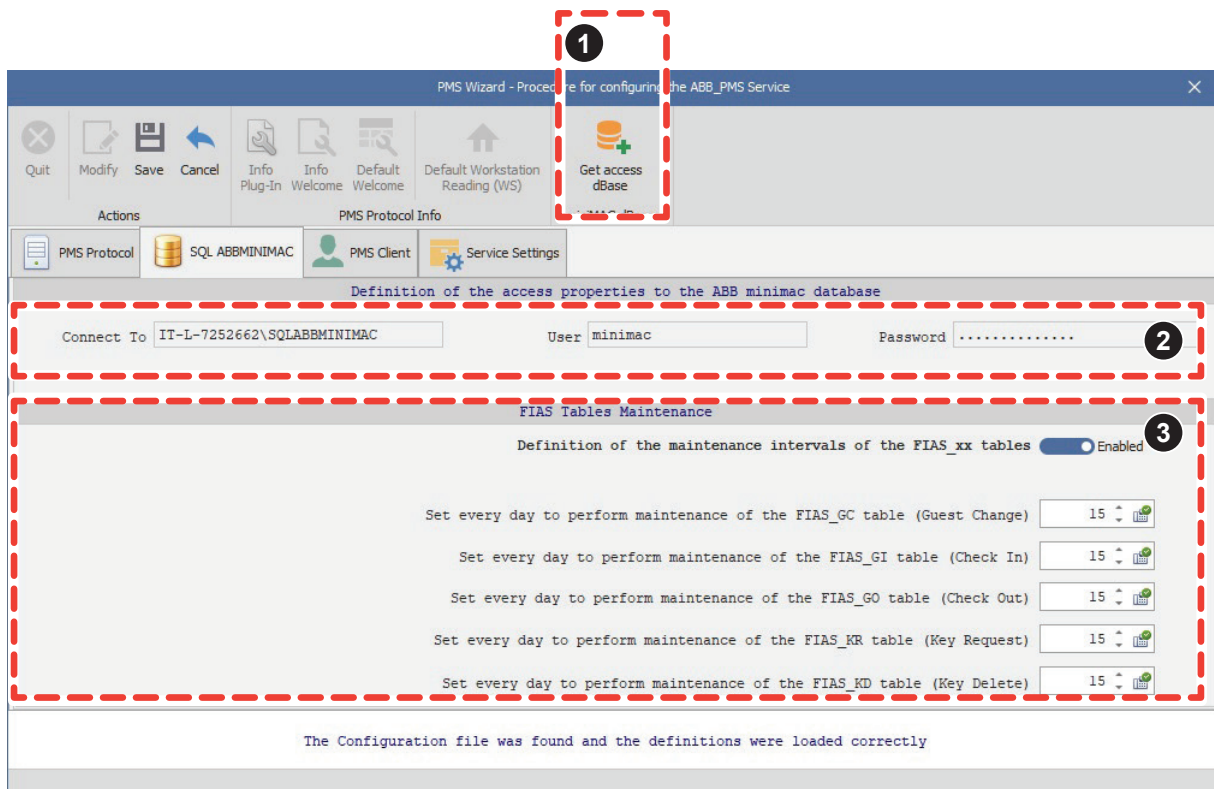 1
PMS Wizard - Procedure for configuring the ABB_PMS Service
Quit
Modify
Save
Cancel
Info Plug-In
Info Welcome
Default Welcome
Default Workstation Reading (WS)
Get access dBase
Actions
PMS Protocol Info
PMS Protocol
SQL ABBMINIMAC
PMS Client
Service Settings
Definition of the access properties to the ABB minimac database
Connect To IT-L-7252662\SQLABBMINIMAC User minimac Password ..............
2
FIAS Tables Maintenance
3
Definition of the maintenance intervals of the FIAS_xx tables Enabled
Set every day to perform maintenance of the FIAS_GC table (Guest Change) 15
Set every day to perform maintenance of the FIAS_GI table (Check In) 15
Set every day to perform maintenance of the FIAS_GO table (Check Out) 15
Set every day to perform maintenance of the FIAS_KR table (Key Request) 15
Set every day to perform maintenance of the FIAS_KD table (Key Delete) 15
The Configuration file was found and the definitions were loaded correctly